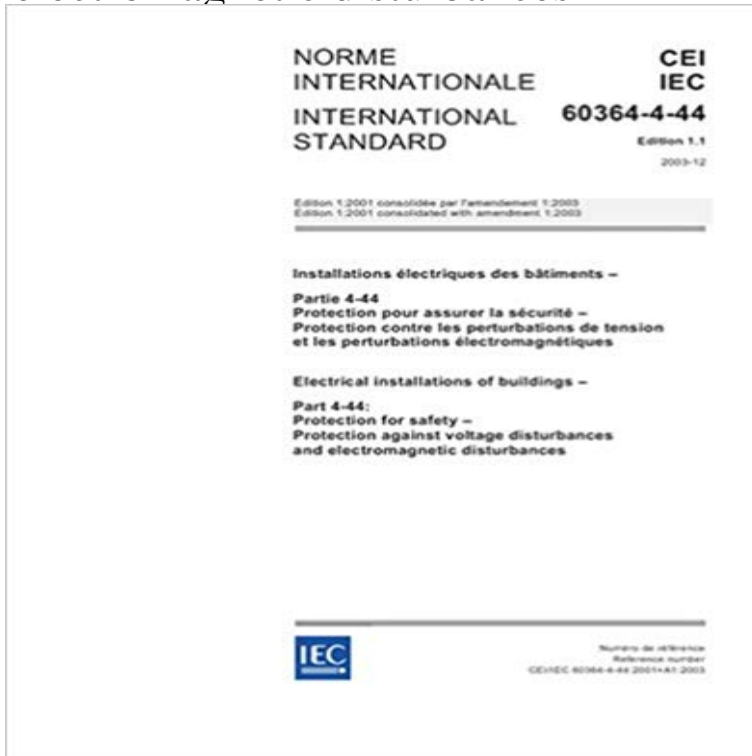 NORME
INTERNATIONALE
CEI
IEC
INTERNATIONAL
STANDARD
60364-4-44
Edition 1.1
2003-12
Edition 1:2001 consolidée par l'amendement 1:2003
Edition 1:2001 consolidated with amendment 1:2003
Installations électriques des bâtiments –
Partie 4-44
Protection pour assurer la sécurité –
Protection contre les perturbations de tension
et les perturbations électromagnétiques
Electrical installations of buildings –
Part 4-44:
Protection for safety –
Protection against voltage disturbances
and electromagnetic disturbances
IEC
Numéro de référence
Reference number
CEI/IEC 60364-4-44:2001+A1:2003